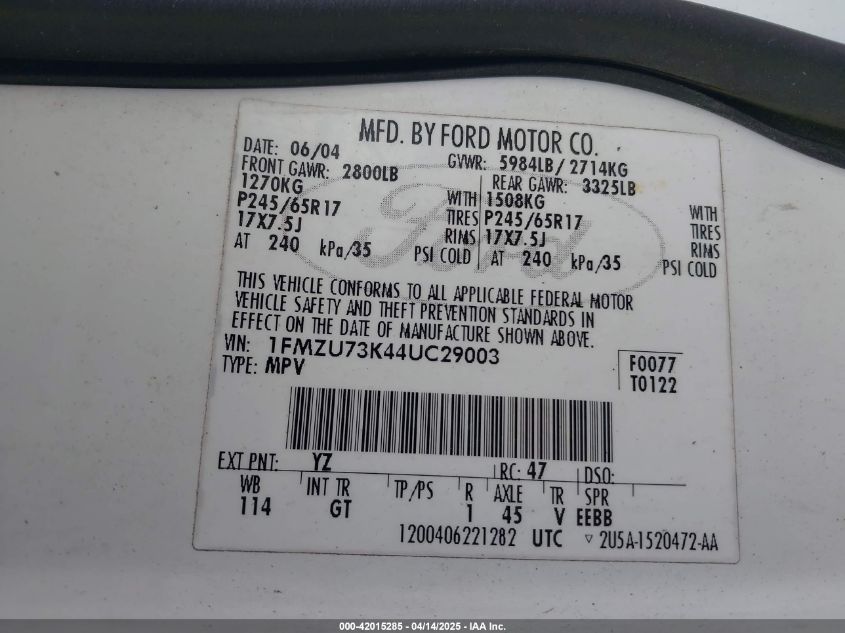 MFD. BY FORD MOTOR CO.
DATE: 06/04 GVWR: 5984LB / 2714KG
FRONT GAWR: 2800LB REAR GAWR: 3325LB
1270KG WITH 1508KG WITH
P245/65R17 TIRES P245/65R17 TIRES
17X7.5J RIMS 17X7.5J RIMS
AT 240 kPa/35 PSI COLD AT 240 kPa/35 PSI COLD
Ford
THIS VEHICLE CONFORMS TO ALL APPLICABLE FEDERAL MOTOR
VEHICLE SAFETY AND THEFT PREVENTION STANDARDS IN
EFFECT ON THE DATE OF MANUFACTURE SHOWN ABOVE.
VIN: 1FMZU73K44UC29003 F0077
TYPE: MPV T0122
EXT PNT: YZ RC: 47 DSO:
WB INT TR TP/PS R AXLE TR SPR
114 GT 1 45 V EEBB
1200406221282 UTC ▽ 2U5A-1520472-AA
000-42015285 - 04/14/2025 - IAA Inc.